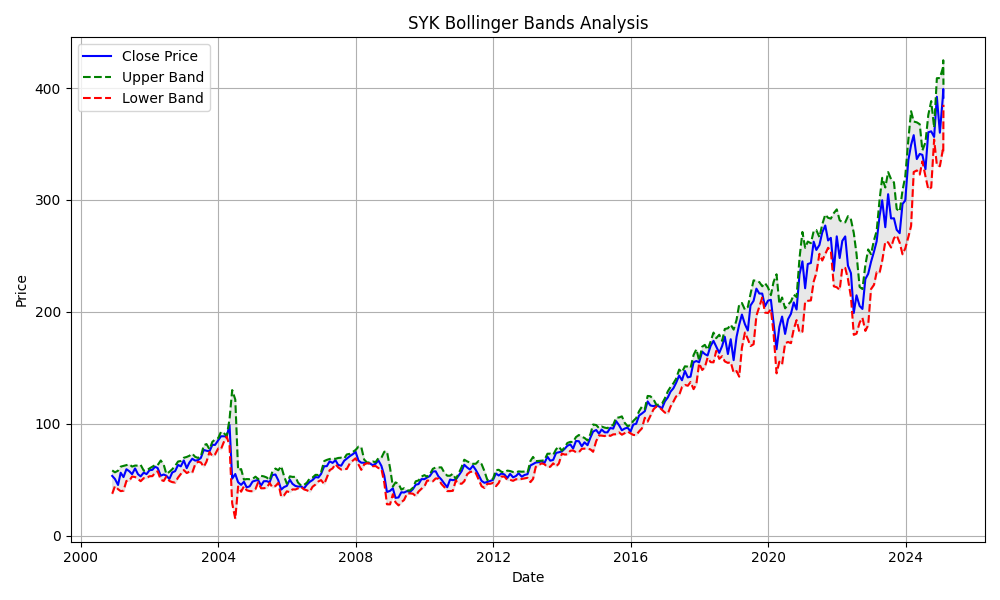 SYK Bollinger Bands Analysis
Close Price
Upper Band
Lower Band
Price
400
300
200
100
0
2000 2004 2008 2012 2016 2020 2024
Date